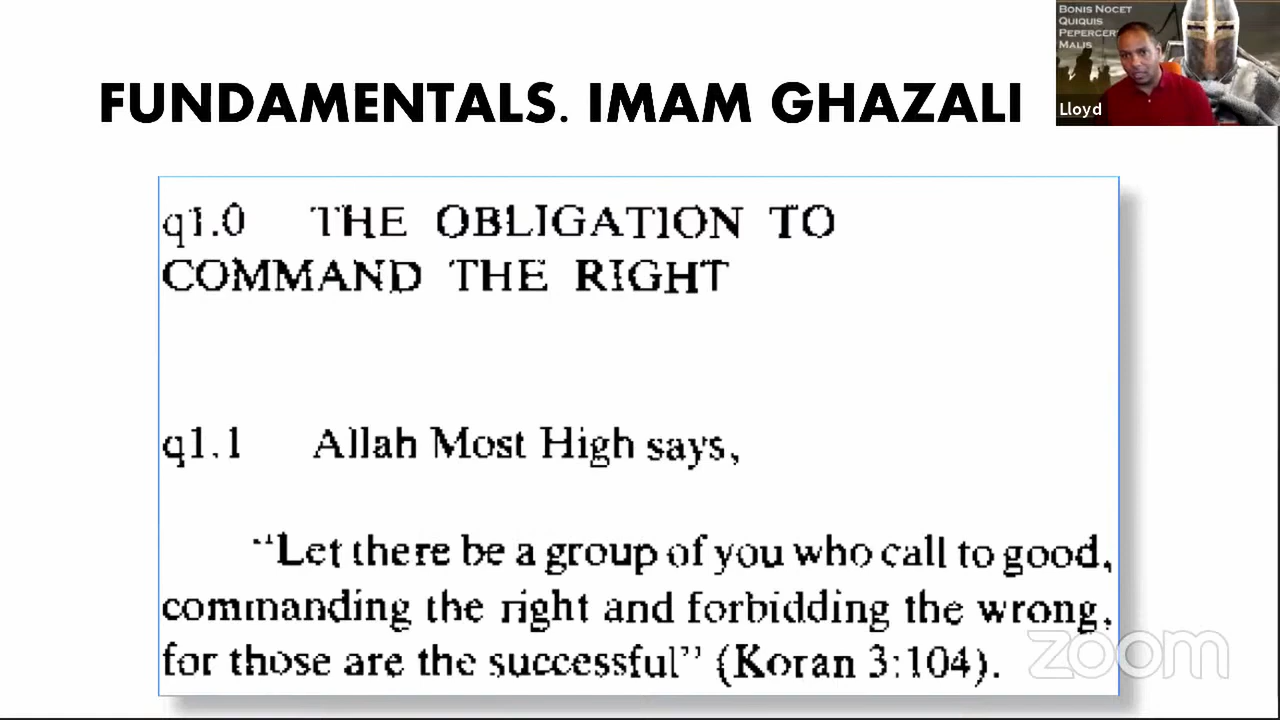 BONIS NOCET
QUIQUIS
MALIS
Lloyd
FUNDAMENTALS. IMAM GHAZALI
q1.0 THE OBLIGATION TO
COMMAND THE RIGHT
q1.1 Allah Most High says,
"Let there be a group of you who call to good,
commanding the right and forbidding the wrong,
for those are the successful" (Koran 3:104).
zoom